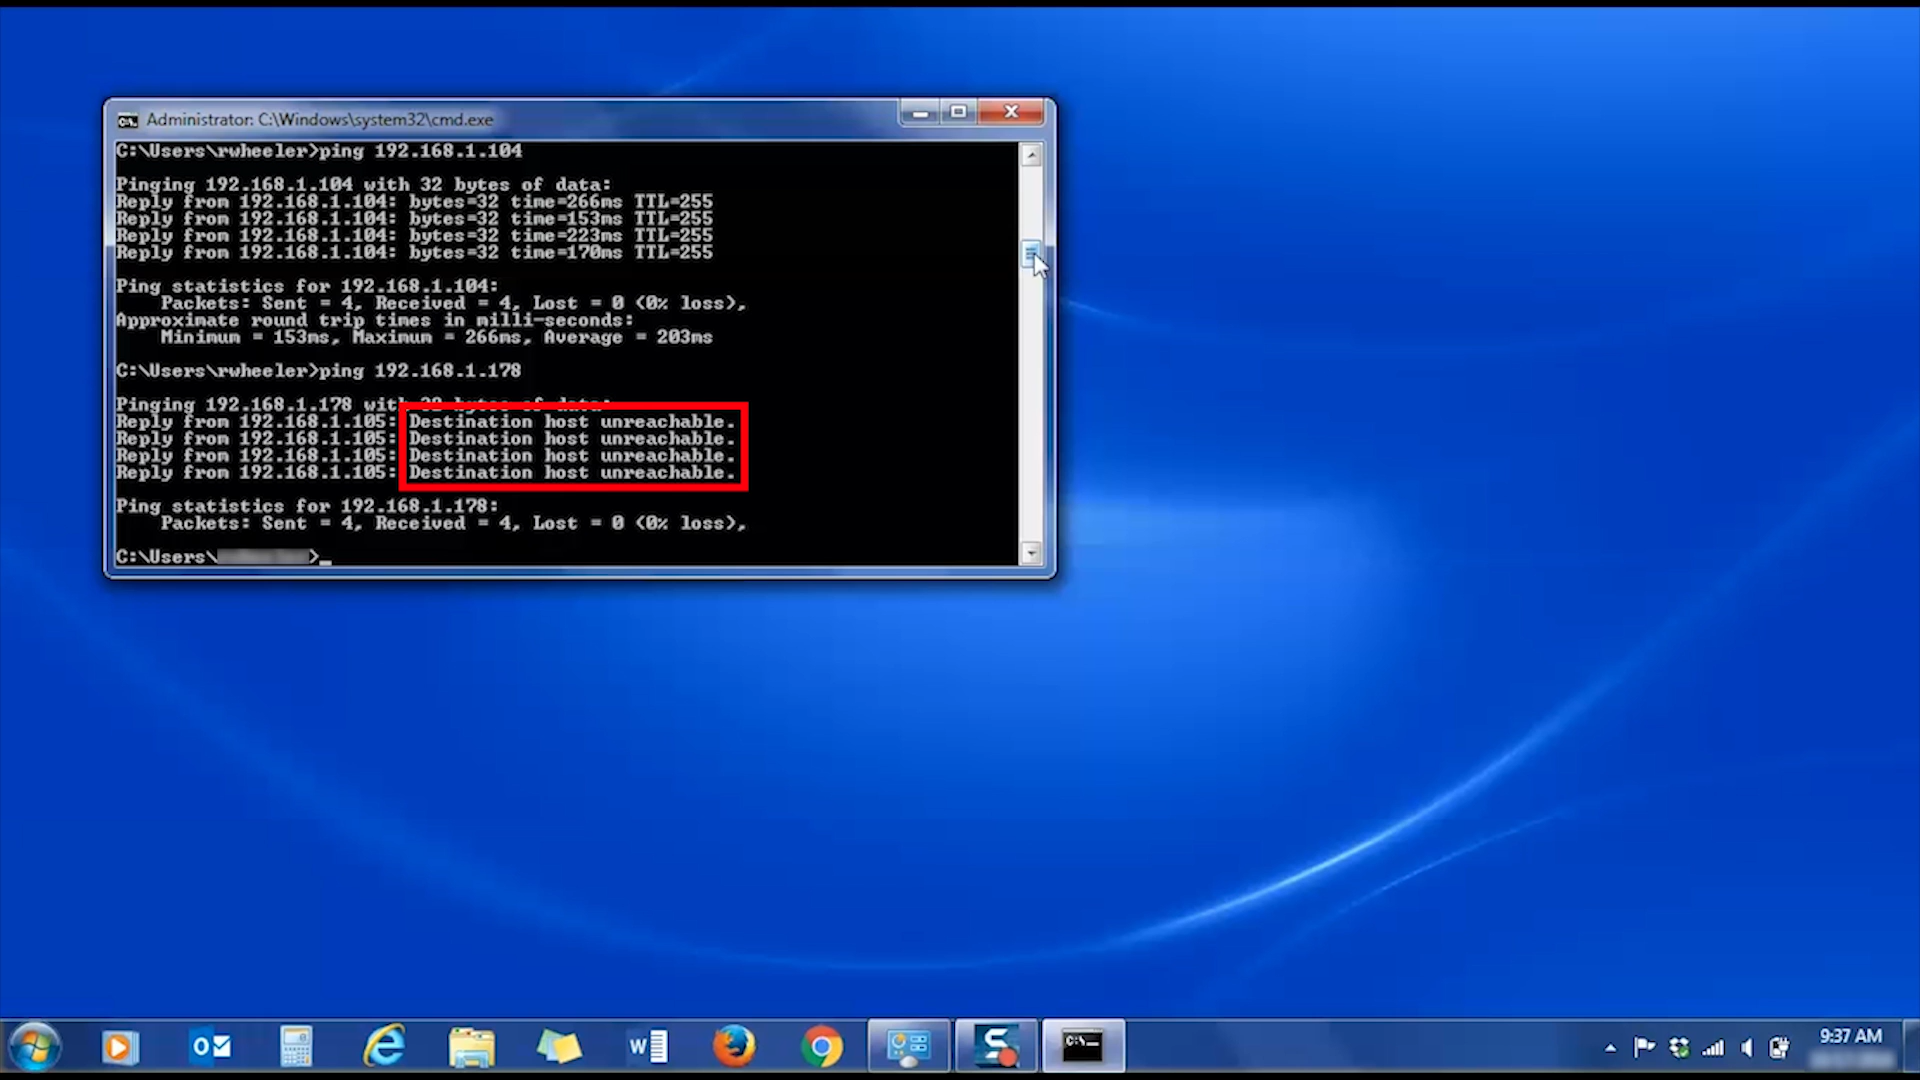 Administrator: C:\Windows\system32\cmd.exe
C:\Users\rwheeler>ping 192.168.1.104
Pinging 192.168.1.104 with 32 bytes of data:
Reply from 192.168.1.104: bytes=32 time=266ms TTL=255
Reply from 192.168.1.104: bytes=32 time=153ms TTL=255
Reply from 192.168.1.104: bytes=32 time=223ms TTL=255
Reply from 192.168.1.104: bytes=32 time=170ms TTL=255
Ping statistics for 192.168.1.104:
Packets: Sent = 4, Received = 4, Lost = 0 (0% loss),
Approximate round trip times in milli-seconds:
Minimum = 153ms, Maximum = 266ms, Average = 203ms
C:\Users\rwheeler>ping 192.168.1.178
Pinging 192.168.1.178 with 32 bytes of data:
Reply from 192.168.1.105: Destination host unreachable.
Reply from 192.168.1.105: Destination host unreachable.
Reply from 192.168.1.105: Destination host unreachable.
Reply from 192.168.1.105: Destination host unreachable.
Ping statistics for 192.168.1.178:
Packets: Sent = 4, Received = 4, Lost = 0 (0% loss),
C:\Users\ >_
9:37 AM